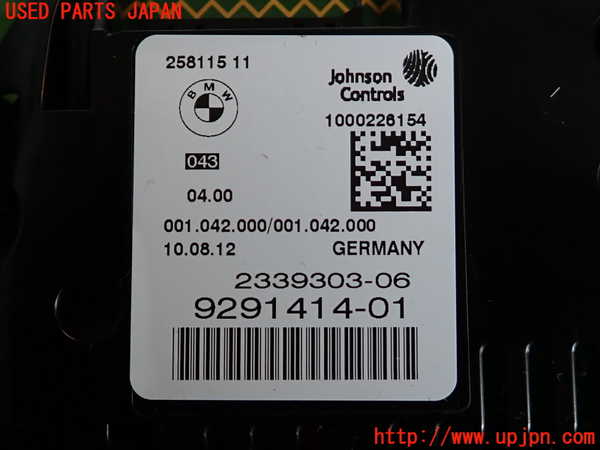 USED PARTS JAPAN
258115 11
BMW
Johnson Controls
1000226154
043
04.00
001.042.000/001.042.000
10.08.12 GERMANY
2339303-06
9291414-01
http://www.upjpn.com/